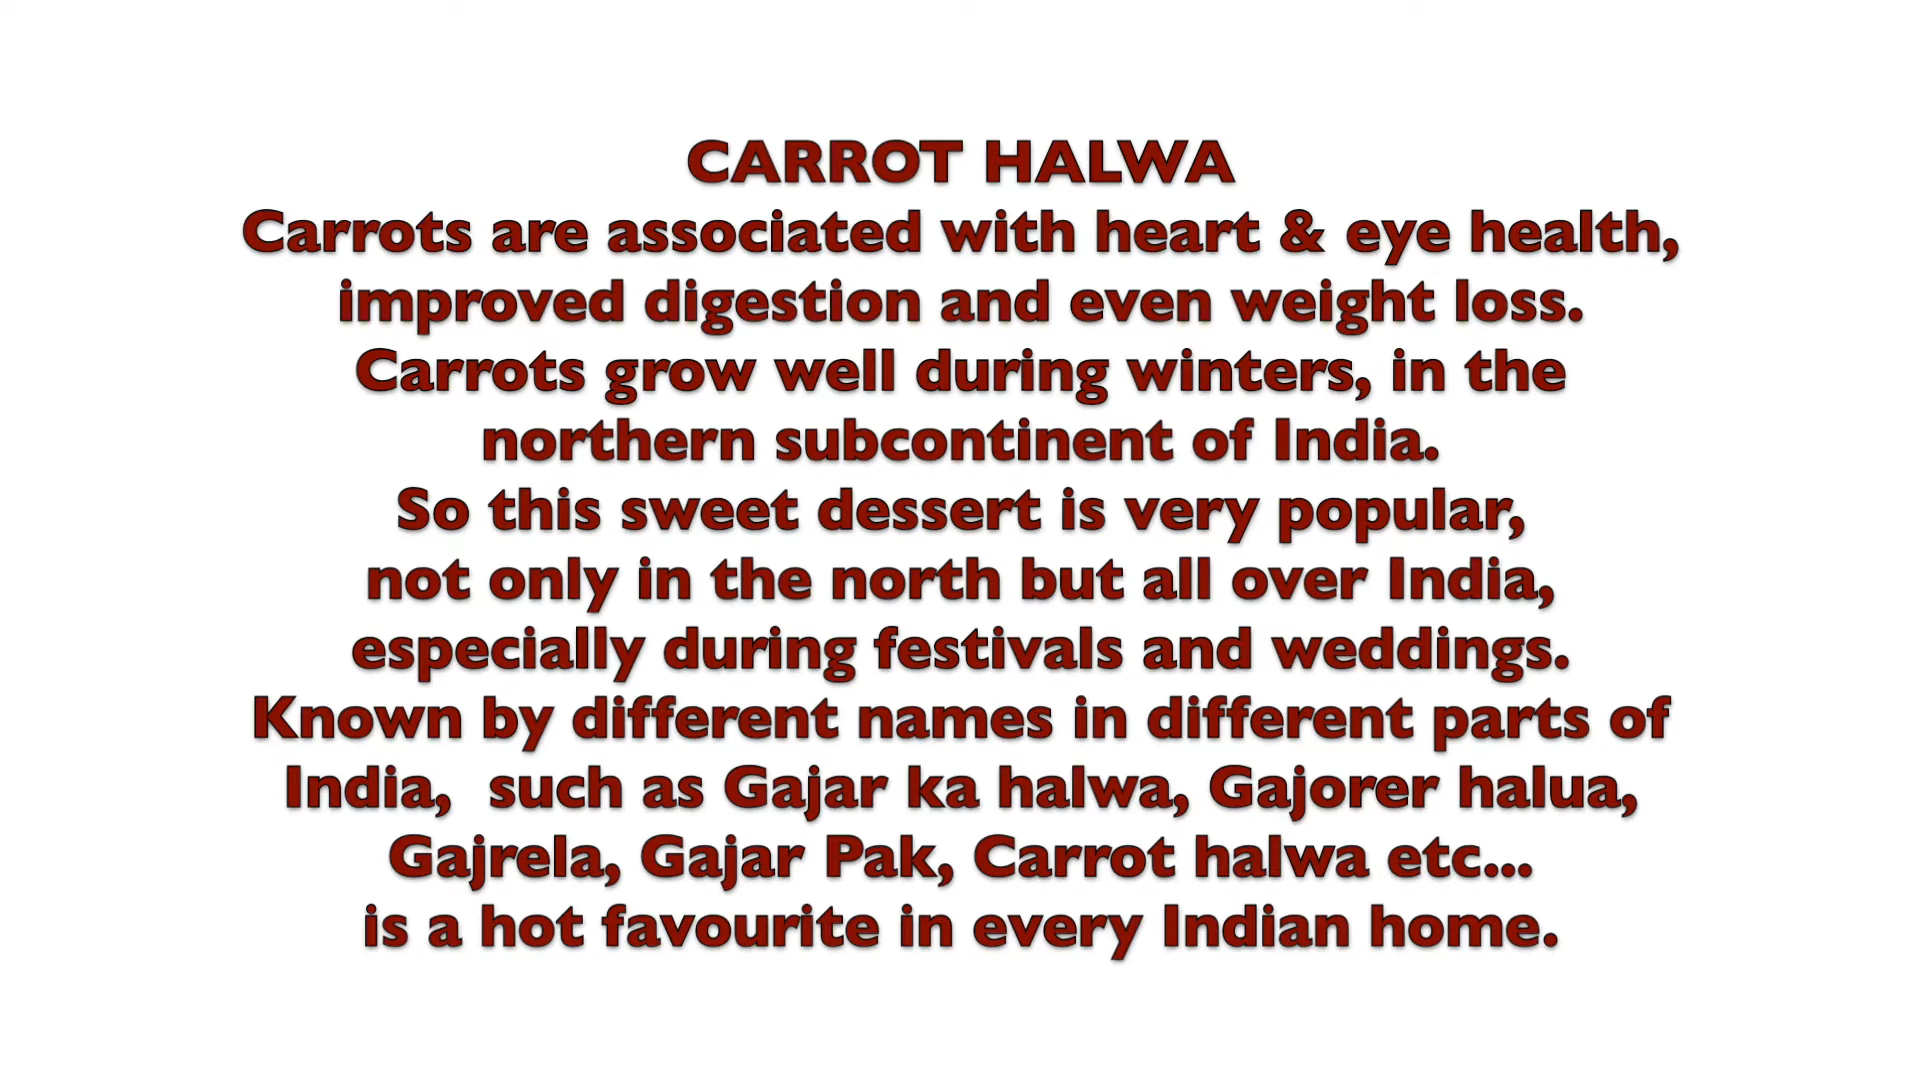 CARROT HALWA
Carrots are associated with heart & eye health,
improved digestion and even weight loss.
Carrots grow well during winters, in the
northern subcontinent of India.
So this sweet dessert is very popular,
not only in the north but all over India,
especially during festivals and weddings.
Known by different names in different parts of
India,  such as Gajar ka halwa, Gajorer halua,
Gajrela, Gajar Pak, Carrot halwa etc...
is a hot favourite in every Indian home.